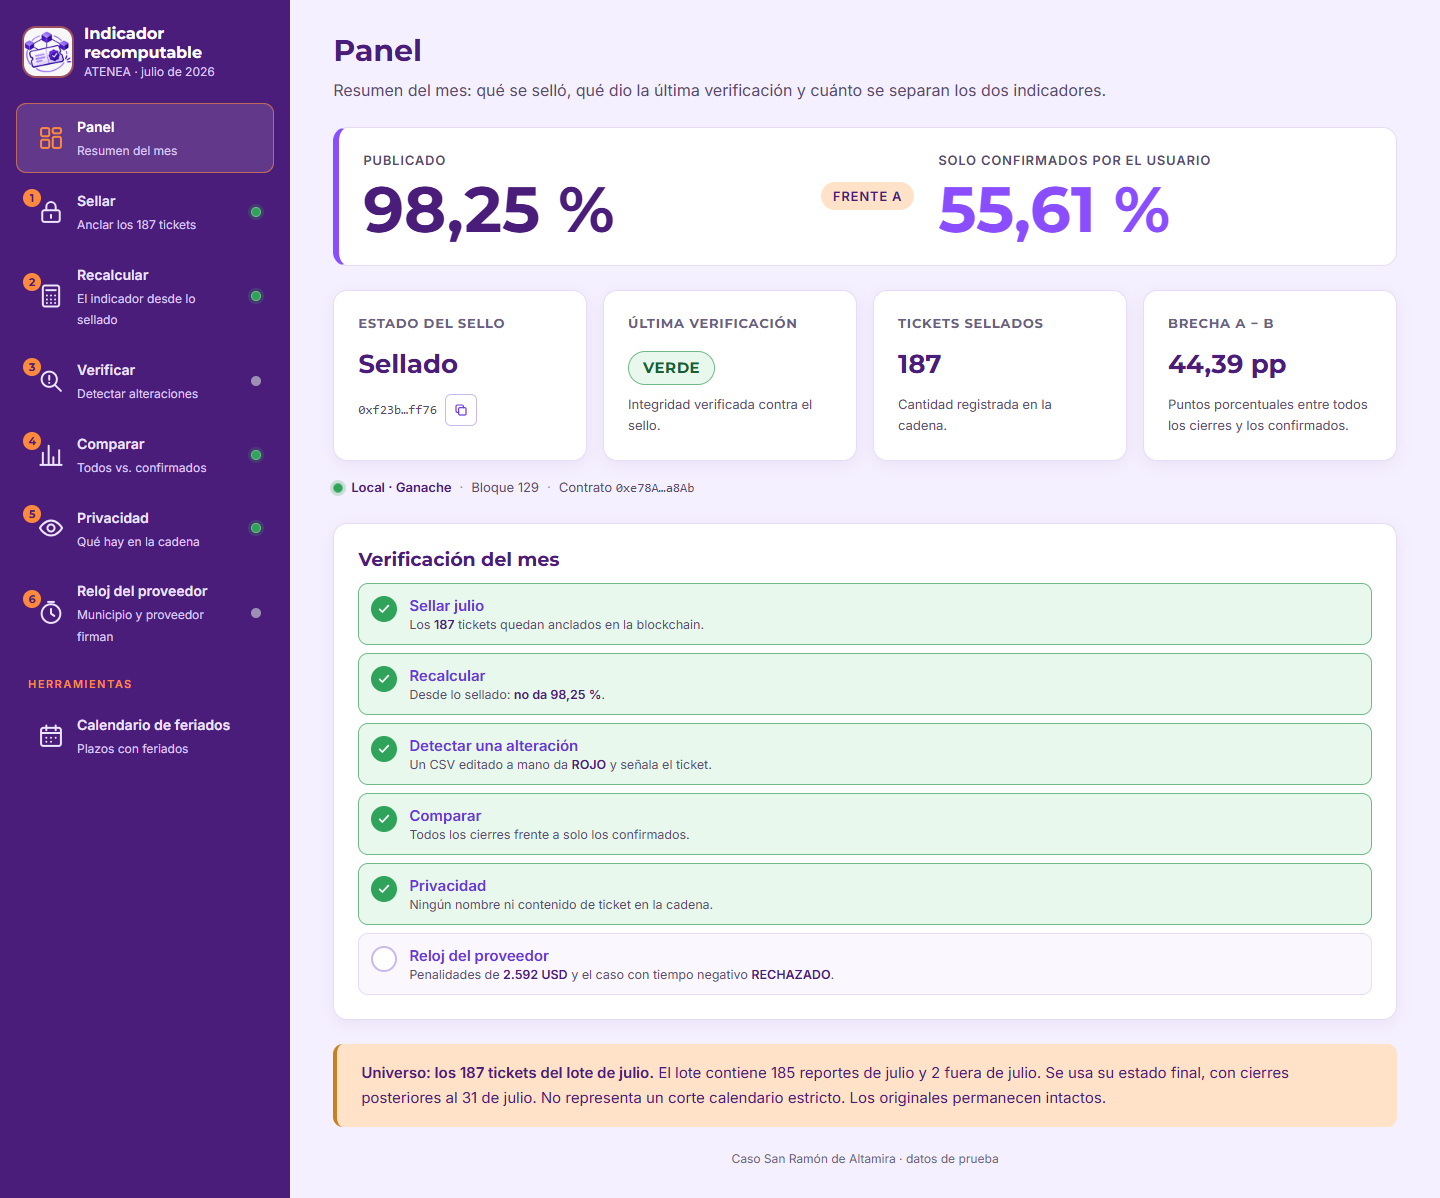 Indicador
recomputable
ATENEA · julio de 2026
Panel
Resumen del mes
1
Sellar
Anclar los 187 tickets
2
Recalcular
El indicador desde lo
sellado
3
Verificar
Detectar alteraciones
4
Comparar
Todos vs. confirmados
5
Privacidad
Qué hay en la cadena
6
Reloj del proveedor
Municipio y proveedor
firman
HERRAMIENTAS
Calendario de feriados
Plazos con feriados
Panel
Resumen del mes: qué se selló, qué dio la última verificación y cuánto se separan los dos indicadores.
PUBLICADO
98,25 %
FRENTE A
SOLO CONFIRMADOS POR EL USUARIO
55,61 %
ESTADO DEL SELLO
Sellado
0xf23b…ff76
ÚLTIMA VERIFICACIÓN
VERDE
Integridad verificada contra el
sello.
TICKETS SELLADOS
187
Cantidad registrada en la
cadena.
BRECHA A − B
44,39 pp
Puntos porcentuales entre todos
los cierres y los confirmados.
Local · Ganache · Bloque 129 · Contrato 0xe78A…a8Ab
Verificación del mes
Sellar julio
Los 187 tickets quedan anclados en la blockchain.
Recalcular
Desde lo sellado: no da 98,25 %.
Detectar una alteración
Un CSV editado a mano da ROJO y señala el ticket.
Comparar
Todos los cierres frente a solo los confirmados.
Privacidad
Ningún nombre ni contenido de ticket en la cadena.
Reloj del proveedor
Penalidades de 2.592 USD y el caso con tiempo negativo RECHAZADO.
Universo: los 187 tickets del lote de julio. El lote contiene 185 reportes de julio y 2 fuera de julio. Se usa su estado final, con cierres
posteriores al 31 de julio. No representa un corte calendario estricto. Los originales permanecen intactos.
Caso San Ramón de Altamira · datos de prueba